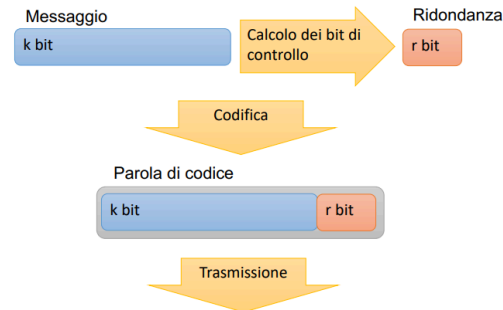 Messaggio
Ridondanza
k bit
Calcolo dei bit di
controllo
r bit
Codifica
Parola di codice
k bit
r bit
Trasmissione